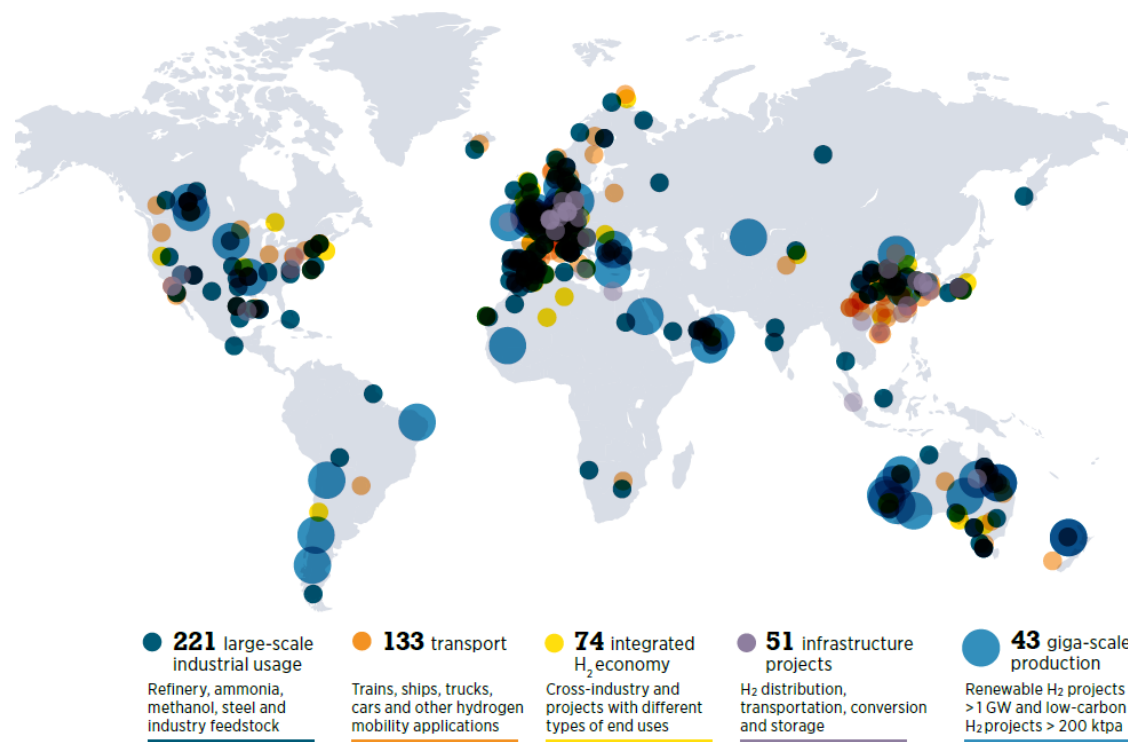 221 large-scale
industrial usage
Refinery, ammonia,
methanol, steel and
industry feedstock
133 transport
Trains, ships, trucks,
cars and other hydrogen
mobility applications
74 integrated
H₂ economy
Cross-industry and
projects with different
types of end uses
51 infrastructure
projects
H₂ distribution,
transportation, conversion
and storage
43 giga-scale
production
Renewable H₂ projects
>1 GW and low-carbon
H₂ projects > 200 ktpa